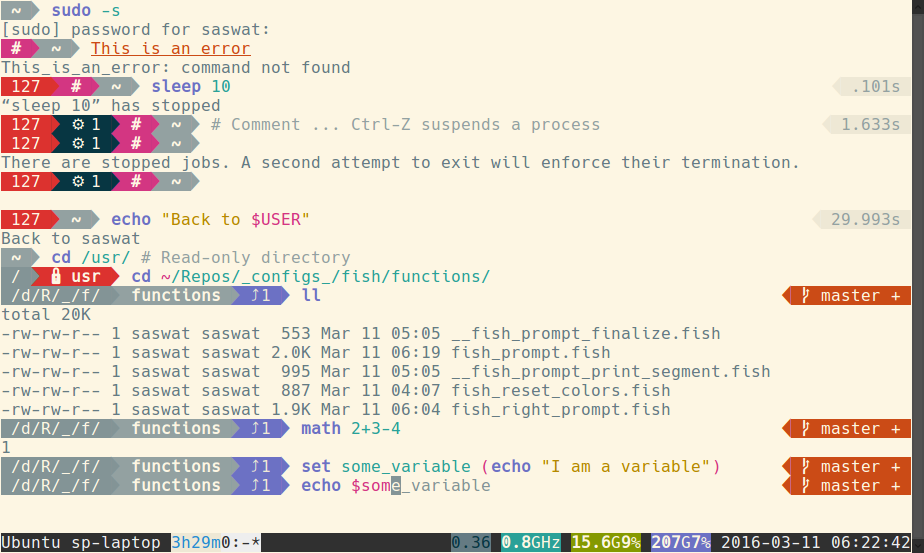 ~ sudo -s
[sudo] password for saswat:
# ~ This is an error
This_is_an_error: command not found
127 # ~ sleep 10 .101s
“sleep 10” has stopped
127 ⚙ 1 # ~ # Comment ... Ctrl-Z suspends a process 1.633s
127 ⚙ 1 # ~
There are stopped jobs. A second attempt to exit will enforce their termination.
127 ⚙ 1 # ~
127 ~ echo "Back to $USER" 29.993s
Back to saswat
~ cd /usr/ # Read-only directory
/ usr cd ~/Repos/_configs_/fish/functions/
/d/R/_/f/ functions ⤴1 ll master +
total 20K
-rw-rw-r-- 1 saswat saswat 553 Mar 11 05:05 __fish_prompt_finalize.fish
-rw-rw-r-- 1 saswat saswat 2.0K Mar 11 06:19 fish_prompt.fish
-rw-rw-r-- 1 saswat saswat 995 Mar 11 05:05 __fish_prompt_print_segment.fish
-rw-rw-r-- 1 saswat saswat 887 Mar 11 04:07 fish_reset_colors.fish
-rw-rw-r-- 1 saswat saswat 1.9K Mar 11 06:04 fish_right_prompt.fish
/d/R/_/f/ functions ⤴1 math 2+3-4 master +
1
/d/R/_/f/ functions ⤴1 set some_variable (echo "I am a variable") master +
/d/R/_/f/ functions ⤴1 echo $some_variable master +
Ubuntu sp-laptop 3h29m0:-* 0.36 0.8GHz 15.6G9% 207G7% 2016-03-11 06:22:42